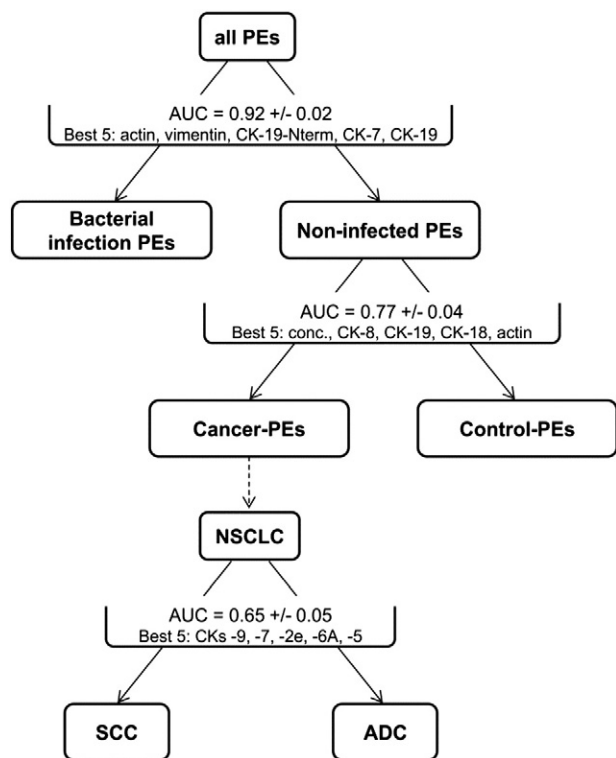 all PEs
AUC = 0.92 +/- 0.02
Best 5: actin, vimentin, CK-19-Nterm, CK-7, CK-19
Bacterial
infection PEs
Non-infected PEs
AUC = 0.77 +/- 0.04
Best 5: conc., CK-8, CK-19, CK-18, actin
Cancer-PEs
Control-PEs
NSCLC
AUC = 0.65 +/- 0.05
Best 5: CKs -9, -7, -2e, -6A, -5
SCC
ADC